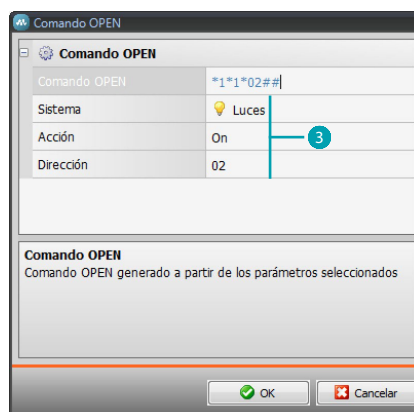 Comando OPEN
Comando OPEN
Comando OPEN *1*1*02##
Sistema Luces
Acción On
3
Dirección 02
Comando OPEN
Comando OPEN generado a partir de los parámetros seleccionados
OK Cancelar